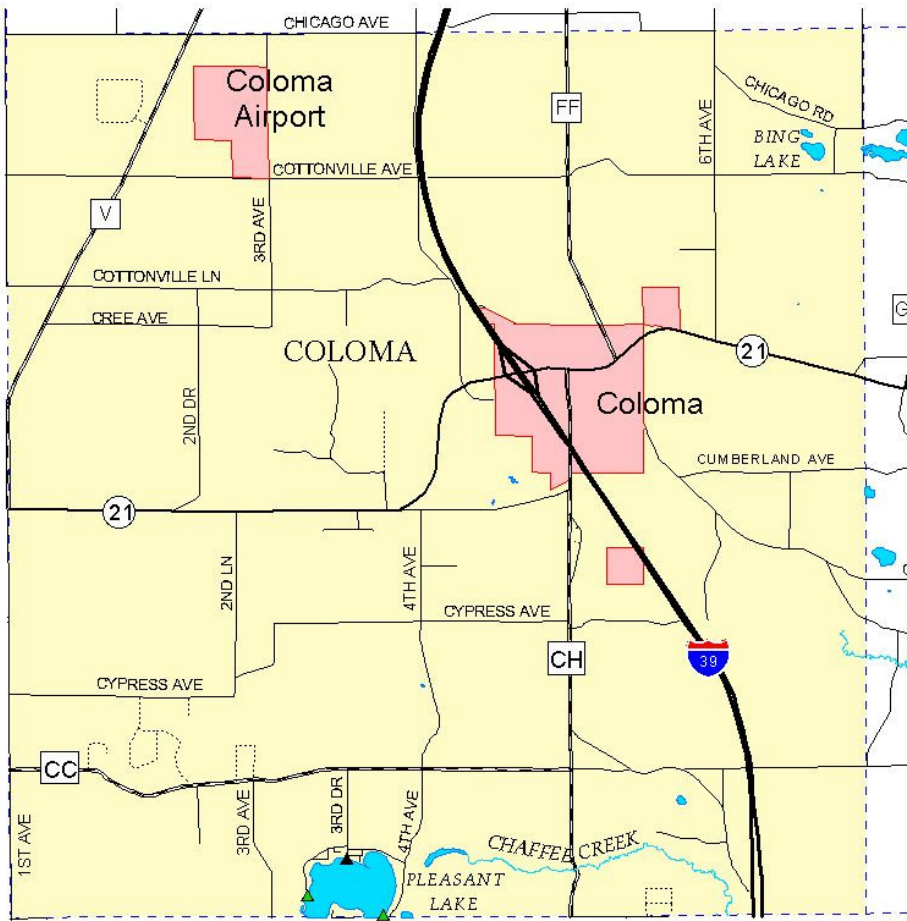 CHICAGO AVE
Coloma
Airport
FF
6TH AVE
CHICAGO RD
BING
LAKE
COTTONVILLE AVE
V
3RD AVE
COTTONVILLE LN
CREE AVE
G
COLOMA
21
2ND DR
Coloma
CUMBERLAND AVE
21
2ND LN
4TH AVE
CYPRESS AVE
CH
39
CYPRESS AVE
CC
1ST AVE
3RD AVE
3RD DR
4TH AVE
CHAFFEE CREEK
PLEASANT
LAKE